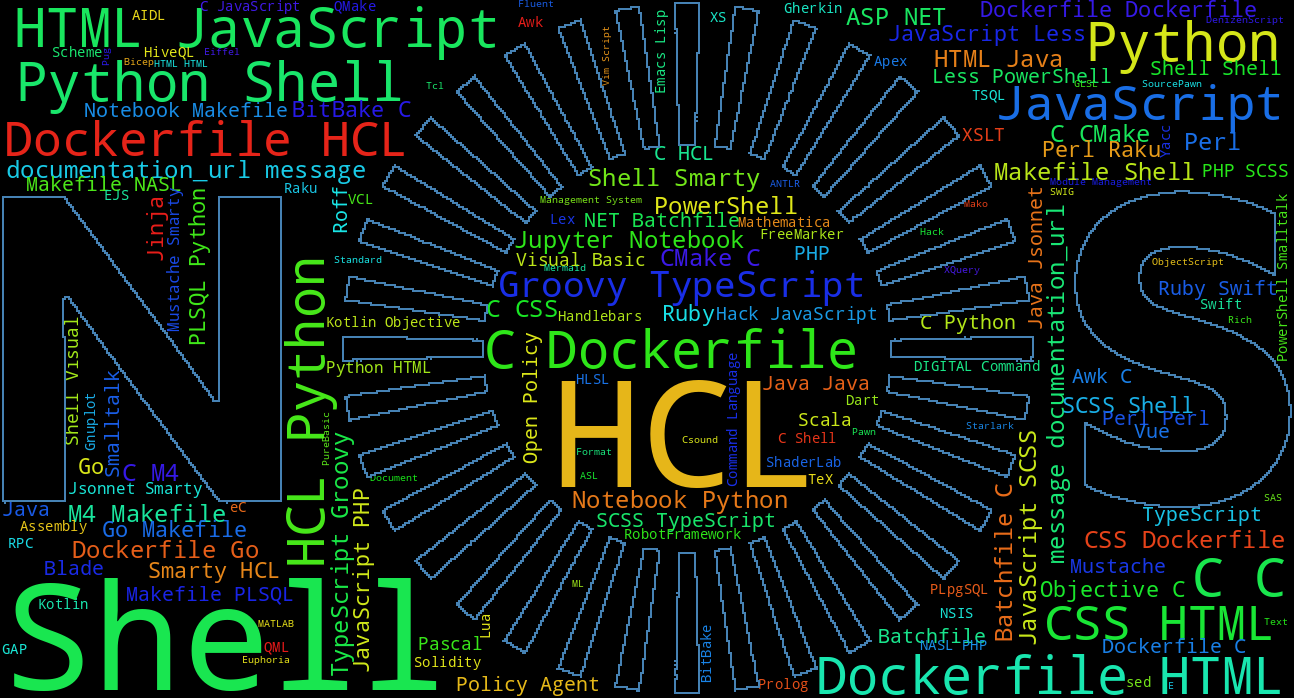 HTML JavaScript
AIDL
C JavaScript
QMake
Fluent
Awk
Scheme
HiveQL
Eiffel
Pug
Bicep
HTML HTML
Python Shell
Notebook Makefile
BitBake C
Dockerfile HCL
documentation_url message
Makefile NASL
EJS
Raku
Roff
VCL
Jinja
Mustache Smarty
PLSQL Python
Tcl
Vim Script
Emacs Lisp
XS
Gherkin
ASP NET
Dockerfile Dockerfile
DenizenScript
JavaScript Less
Python
Apex
HTML Java
Shell Shell
Less PowerShell
GLSL
SourcePawn
TSQL
JavaScript
XSLT
C CMake
Yacc
Perl
Perl Raku
Makefile Shell
PHP SCSS
Module Management
SWIG
C HCL
Shell Smarty
ANTLR
Management System
PowerShell
Mako
Lex
NET Batchfile
Mathematica
FreeMarker
Hack
Jupyter Notebook
PHP
Visual Basic
CMake C
Mermaid
XQuery
Standard
Groovy TypeScript
C CSS
Handlebars
Ruby
Hack JavaScript
Kotlin Objective
C Python
C Dockerfile
Python HTML
DIGITAL Command
Java Jsonnet
message documentation_url
PowerShell Smalltalk
ObjectScript
Ruby Swift
Swift
Rich
Awk C
SCSS Shell
Perl Perl
Vue
Open Policy
HLSL
HCL
Command Language
Java Java
Dart
Scala
C Shell
Pawn
Starlark
Csound
Format
ShaderLab
ASL
TeX
Notebook Python
SCSS TypeScript
RobotFramework
HCL Python
PureBasic
TypeScript Groovy
JavaScript PHP
Document
Shell Visual
Gnuplot
Smalltalk
Go
C M4
Jsonnet Smarty
Java
M4 Makefile
eC
Assembly
Go Makefile
RPC
Dockerfile Go
Blade
Smarty HCL
Makefile PLSQL
Shell
Kotlin
MATLAB
GAP
QML
Euphoria
ML
Lua
Pascal
Solidity
Policy Agent
BitBake
Prolog
PLpgSQL
NSIS
Batchfile
NASL PHP
Batchfile C
JavaScript SCSS
SAS
TypeScript
CSS Dockerfile
Mustache
C C
Objective C
CSS HTML
Text
Dockerfile C
Dockerfile HTML
sed
E